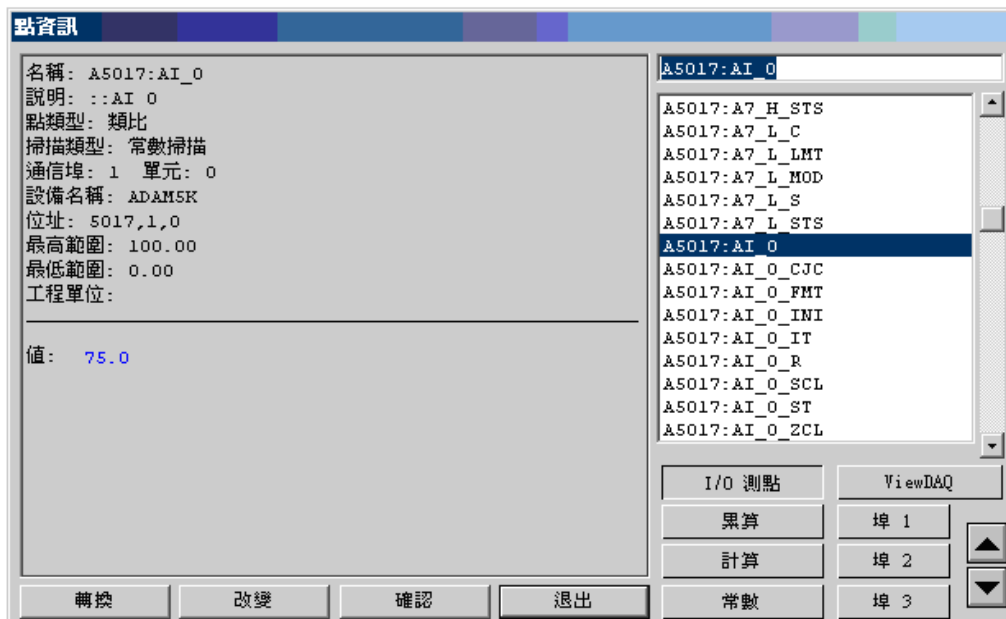 點資訊
名稱: A5017:AI_0
說明: ::AI 0
點類型: 類比
掃描類型: 常數掃描
通信埠: 1 單元: 0
設備名稱: ADAM5K
位址: 5017,1,0
最高範圍: 100.00
最低範圍: 0.00
工程單位:
值: 75.0
A5017:AI_0
A5017:A7_H_STS
A5017:A7_L_C
A5017:A7_L_LMT
A5017:A7_L_MOD
A5017:A7_L_S
A5017:A7_L_STS
A5017:AI_0
A5017:AI_0_CJC
A5017:AI_0_FMT
A5017:AI_0_INI
A5017:AI_0_IT
A5017:AI_0_R
A5017:AI_0_SCL
A5017:AI_0_ST
A5017:AI_0_ZCL
I/O 測點 ViewDAQ
累算 埠 1
計算 埠 2
常數 埠 3
轉換 改變 確認 退出